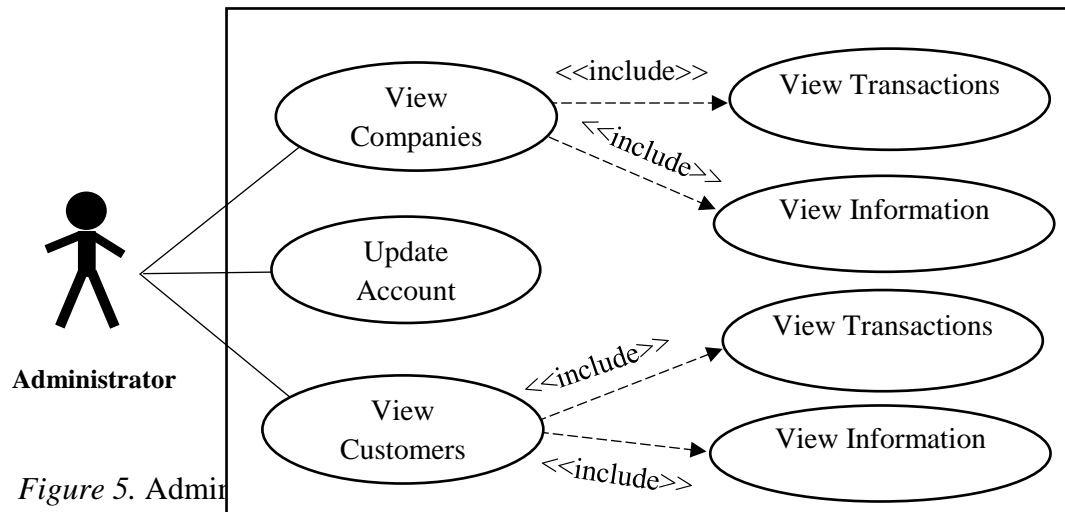 <<include>>
View Transactions
View
Companies
<<include>>
View Information
Update
Account
View Transactions
<<include>>
Administrator
View
Customers
View Information
<<include>>
Figure 5. Admin